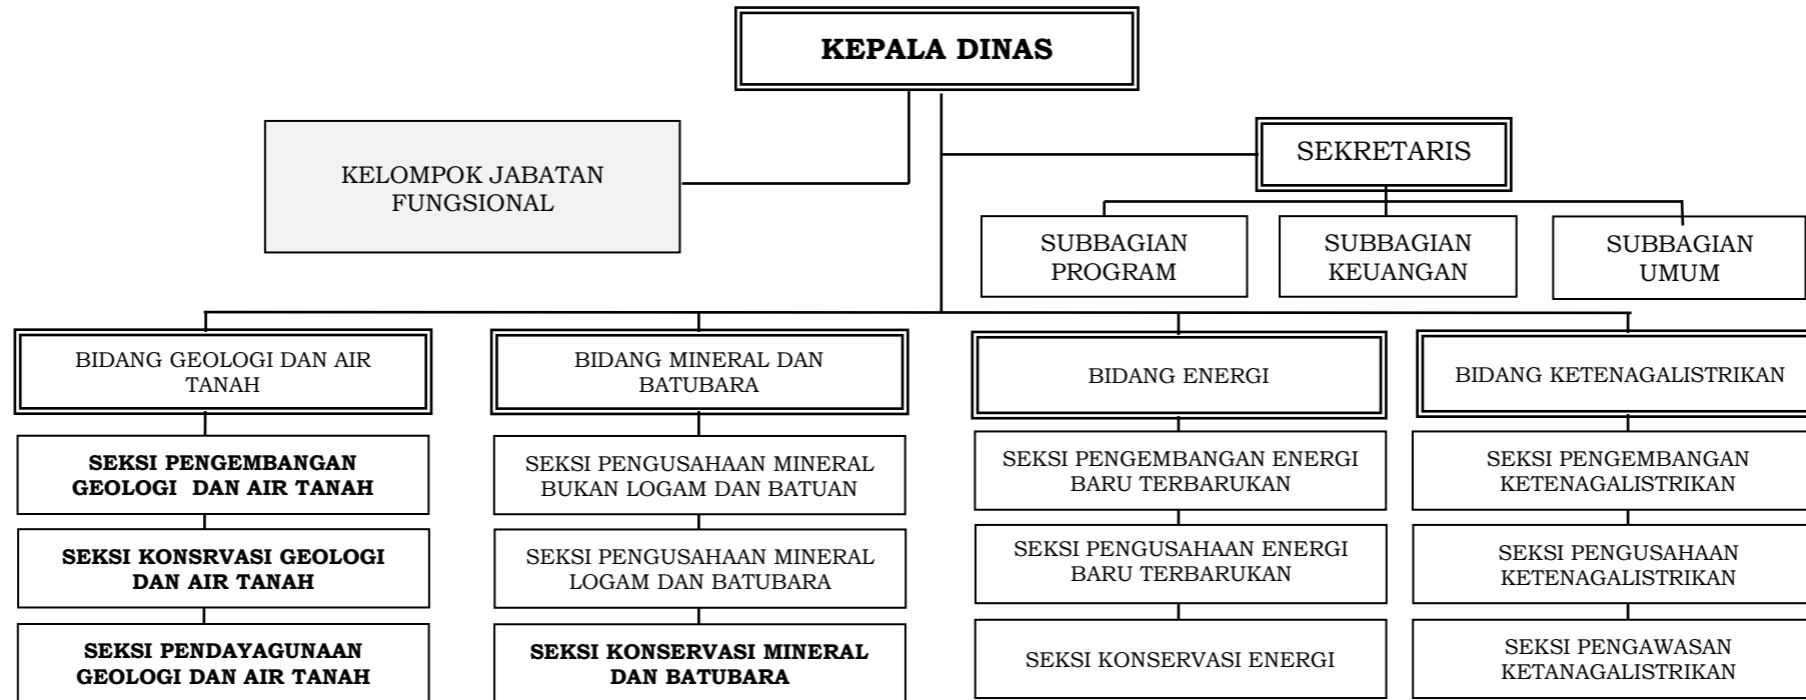 KEPALA DINAS
KELOMPOK JABATAN
FUNGSIONAL
SEKRETARIS
SUBBAGIAN
PROGRAM
SUBBAGIAN
KEUANGAN
SUBBAGIAN
UMUM
BIDANG GEOLOGI DAN AIR
TANAH
BIDANG MINERAL DAN
BATUBARA
BIDANG ENERGI
BIDANG KETENAGALISTRIKAN
SEKSI PENGEMBANGAN
GEOLOGI DAN AIR TANAH
SEKSI PENGUSAHAAN MINERAL
BUKAN LOGAM DAN BATUAN
SEKSI PENGEMBANGAN ENERGI
BARU TERBARUKAN
SEKSI PENGEMBANGAN
KETENAGALISTRIKAN
SEKSI KONSRVASI GEOLOGI
DAN AIR TANAH
SEKSI PENGUSAHAAN MINERAL
LOGAM DAN BATUBARA
SEKSI PENGUSAHAAN ENERGI
BARU TERBARUKAN
SEKSI PENGUSAHAAN
KETENAGALISTRIKAN
SEKSI PENDAYAGUNAAN
GEOLOGI DAN AIR TANAH
SEKSI KONSERVASI MINERAL
DAN BATUBARA
SEKSI KONSERVASI ENERGI
SEKSI PENGAWASAN
KETANAGALISTRIKAN